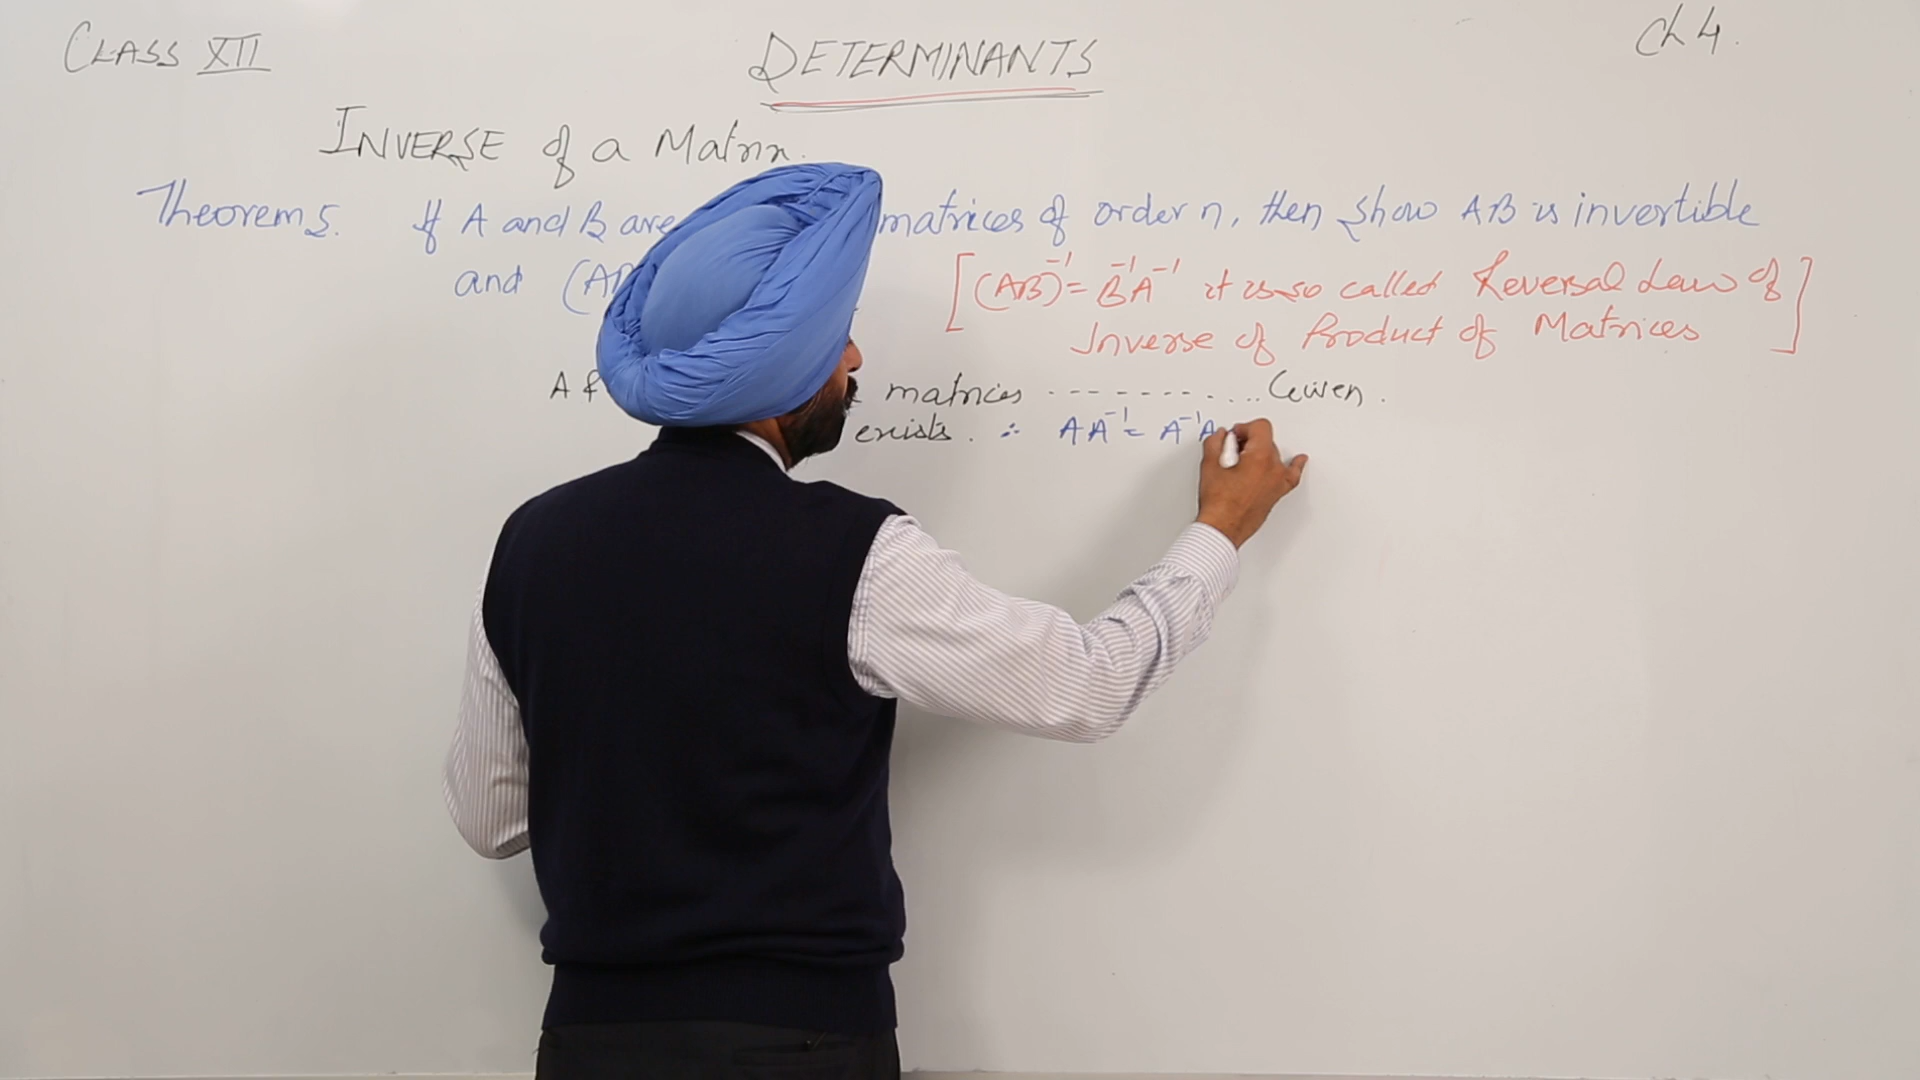 CLASS XII
DETERMINANTS
Ch 4.
INVERSE of a Matrix.
Theorem 5. If A and B are matrices of order n, then show AB is invertible
and (AB
[(AB)⁻¹ = B⁻¹A⁻¹ it is so called Reversal Law of
Inverse of Product of Matrices]
A & matrices - - - - - - - - . . Given.
exists. ∴ AA⁻¹ = A⁻¹A